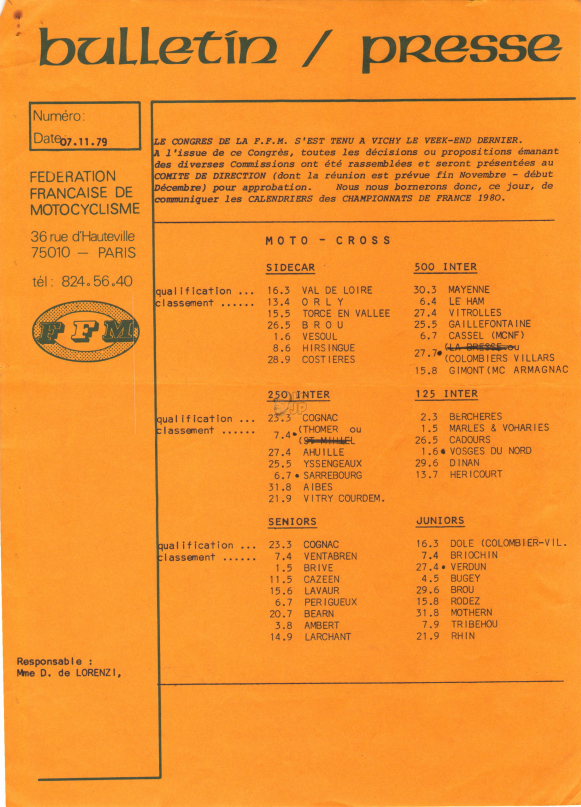 bulletin / presse
Numéro:
Date: 07.11.79
FEDERATION
FRANCAISE DE
MOTOCYCLISME
36 rue d'Hauteville
75010 — PARIS
tél : 824.56.40
FFM
LE CONGRES DE LA F.F.M. S'EST TENU A VICHY LE VEEK-END DERNIER.
A l'issue de ce Congrès, toutes les décisions ou propositions émanant
des diverses Commissions ont été rassemblées et seront présentées au
COMITE DE DIRECTION (dont la réunion est prévue fin Novembre - début
Décembre) pour approbation. Nous nous bornerons donc, ce jour, de
communiquer les CALENDRIERS des CHAMPIONNATS DE FRANCE 1980.
MOTO - CROSS
SIDECAR
qualification ... 16.3 VAL DE LOIRE
classement ...... 13.4 O R L Y
15.5 TORCE EN VALLEE
26.5 B R O U
1.6 VESOUL
8.6 HIRSINGUE
28.9 COSTIERES
500 INTER
30.3 MAYENNE
6.4 LE HAM
27.4 VITROLLES
25.5 GAILLEFONTAINE
6.7 CASSEL (MCNF)
27.7 (LA BRESSE ou
(COLOMBIERS VILLARS
15.8 GIMONT(MC ARMAGNAC
250 INTER
qualification ... 23.3 COGNAC
classement ...... 7.4 (THOMER ou
(ST MIHIEL
27.4 AHUILLE
25.5 YSSENGEAUX
6.7 SARREBOURG
31.8 AIBES
21.9 VITRY COURDEM.
125 INTER
2.3 BERCHERES
1.5 MARLES & VOHARIES
26.5 CADOURS
1.6 VOSGES DU NORD
29.6 DINAN
13.7 HERICOURT
SENIORS
qualification ... 23.3 COGNAC
classement ...... 7.4 VENTABREN
1.5 BRIVE
11.5 CAZEEN
15.6 LAVAUR
6.7 PERIGUEUX
20.7 BEARN
3.8 AMBERT
14.9 LARCHANT
JUNIORS
16.3 DOLE (COLOMBIER-VIL.
7.4 BRIOCHIN
27.4 VERDUN
4.5 BUGEY
29.6 BROU
15.8 RODEZ
31.8 MOTHERN
7.9 TRIBEHOU
21.9 RHIN
Responsable :
Mme D. de LORENZI,